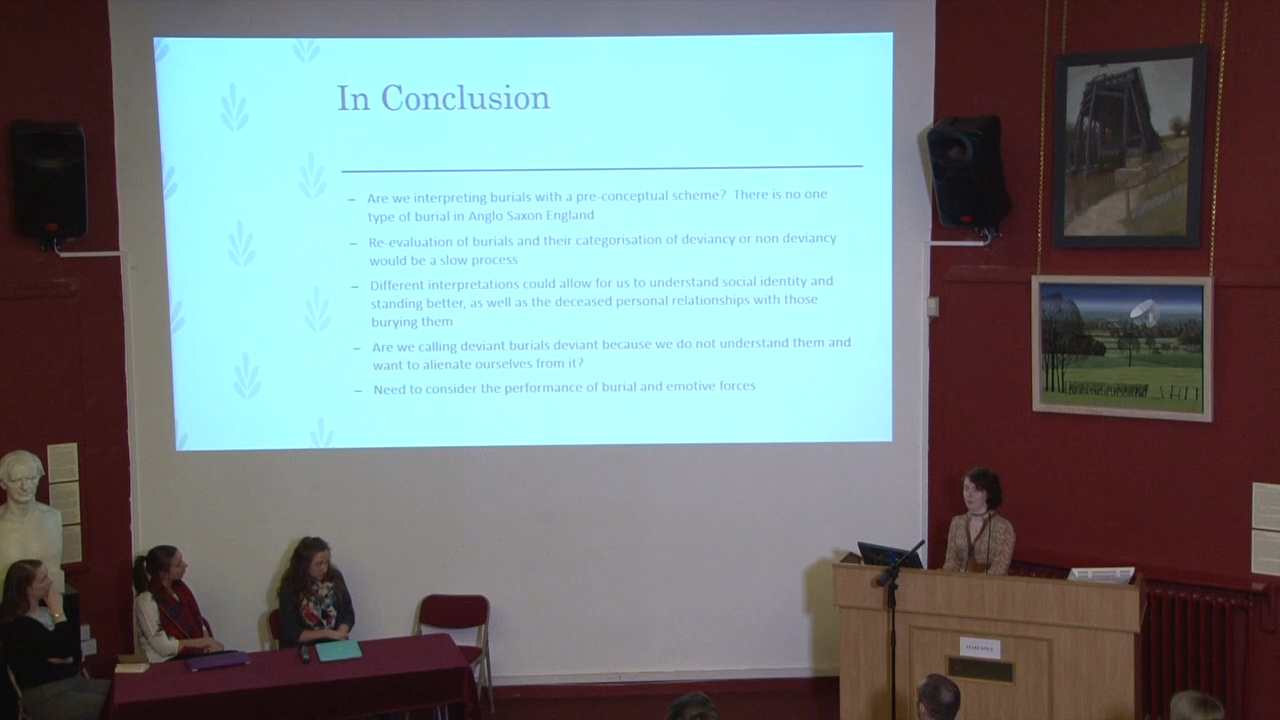 In Conclusion
– Are we interpreting burials with a pre-conceptual scheme? There is no one
type of burial in Anglo Saxon England
– Re-evaluation of burials and their categorisation of deviancy or non deviancy
would be a slow process
– Different interpretations could allow for us to understand social identity and
standing better, as well as the deceased personal relationships with those
burying them
– Are we calling deviant burials deviant because we do not understand them and
want to alienate ourselves from it?
– Need to consider the performance of burial and emotive forces